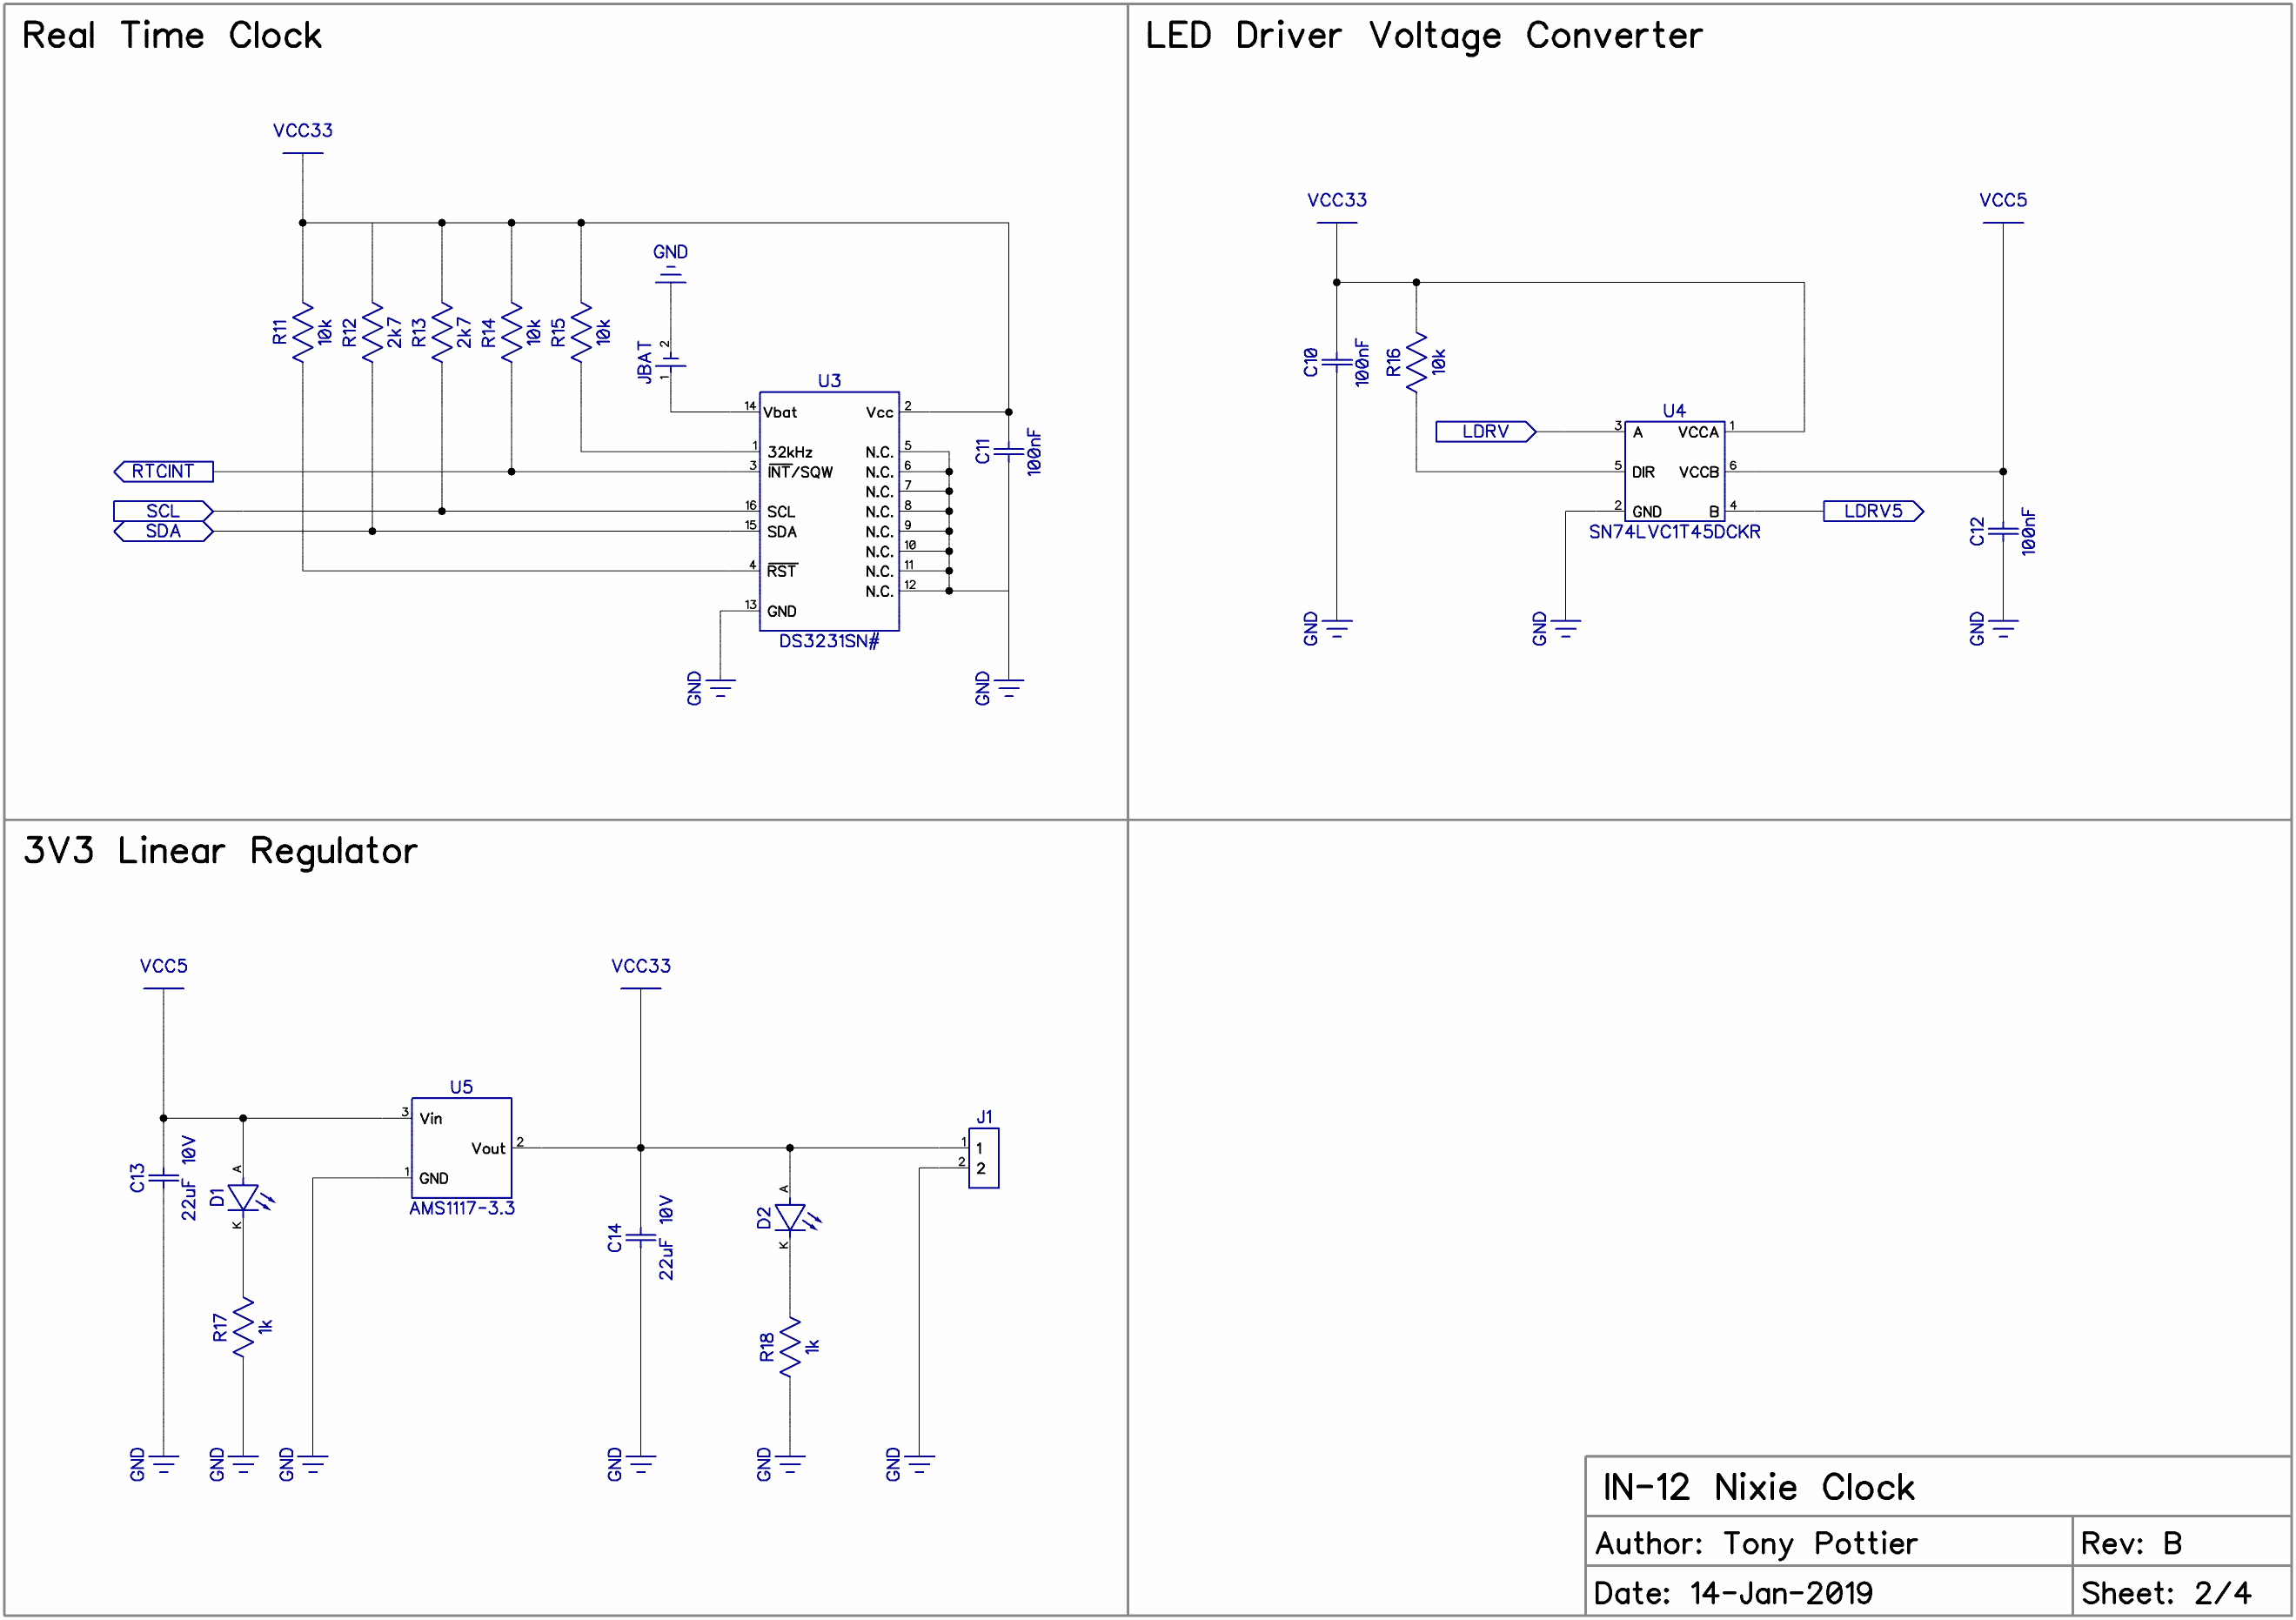 Real Time Clock
VCC33
GND
R11
10k
R12
2k7
R13
2k7
R14
10k
R15
10k
JBAT
2
1
U3
14
Vbat
Vcc
2
1
32kHz
N.C.
5
RTCINT
3
INT/SQW
N.C.
6
N.C.
7
SCL
16
SCL
N.C.
8
SDA
15
SDA
N.C.
9
N.C.
10
4
RST
N.C.
11
N.C.
12
13
GND
DS3231SN#
C11
100nF
GND
GND
LED Driver Voltage Converter
VCC33
VCC5
C10
100nF
R16
10k
U4
LDRV
3
A
VCCA
1
5
DIR
VCCB
6
2
GND
B
4
LDRV5
SN74LVC1T45DCKR
C12
100nF
GND
GND
GND
3V3 Linear Regulator
VCC5
VCC33
U5
3
Vin
Vout
2
1
GND
AMS1117-3.3
C13
22uF 10V
A
D1
K
R17
1k
C14
22uF 10V
A
D2
K
R18
1k
J1
1
1
2
2
GND
GND
GND
GND
GND
GND
IN-12 Nixie Clock
Author: Tony Pottier
Rev: B
Date: 14-Jan-2019
Sheet: 2/4